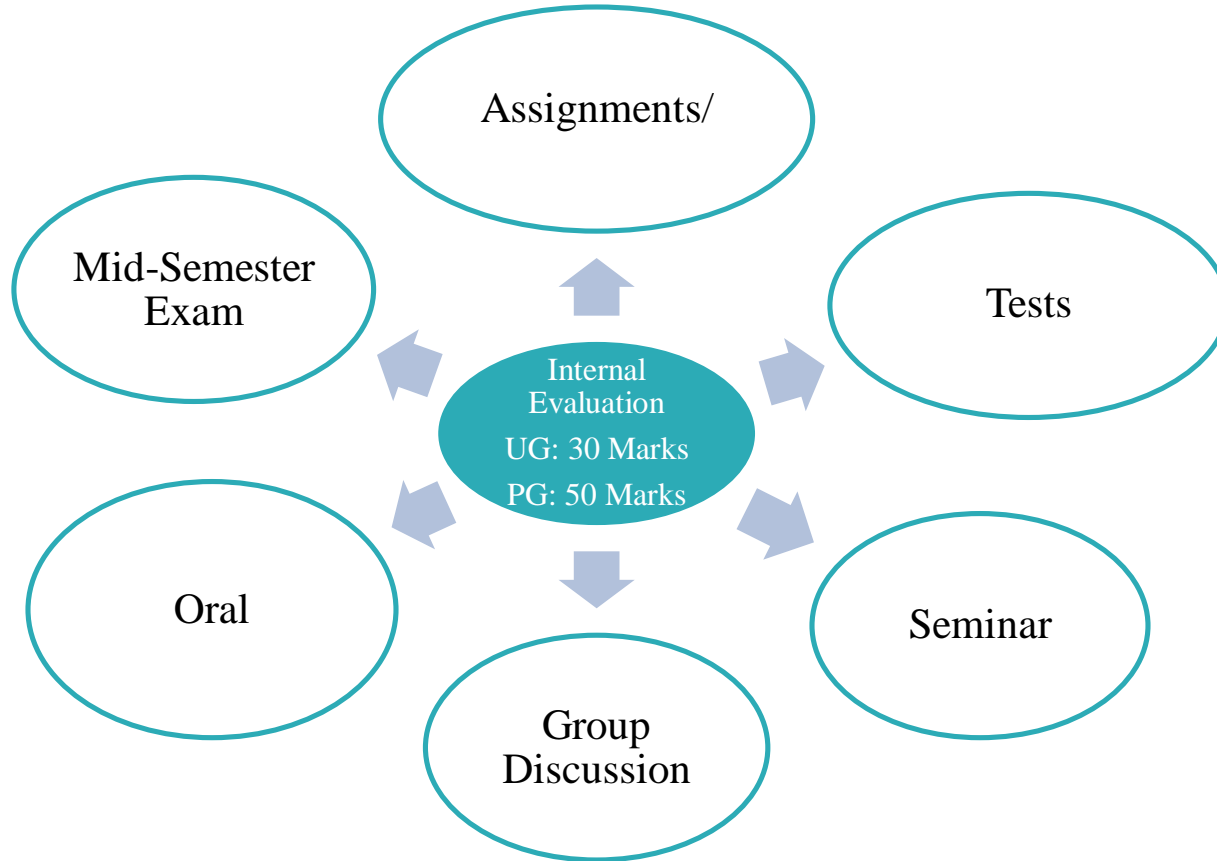 Assignments/
Mid-Semester
Exam
Tests
Internal
Evaluation
UG: 30 Marks
PG: 50 Marks
Oral
Seminar
Group
Discussion